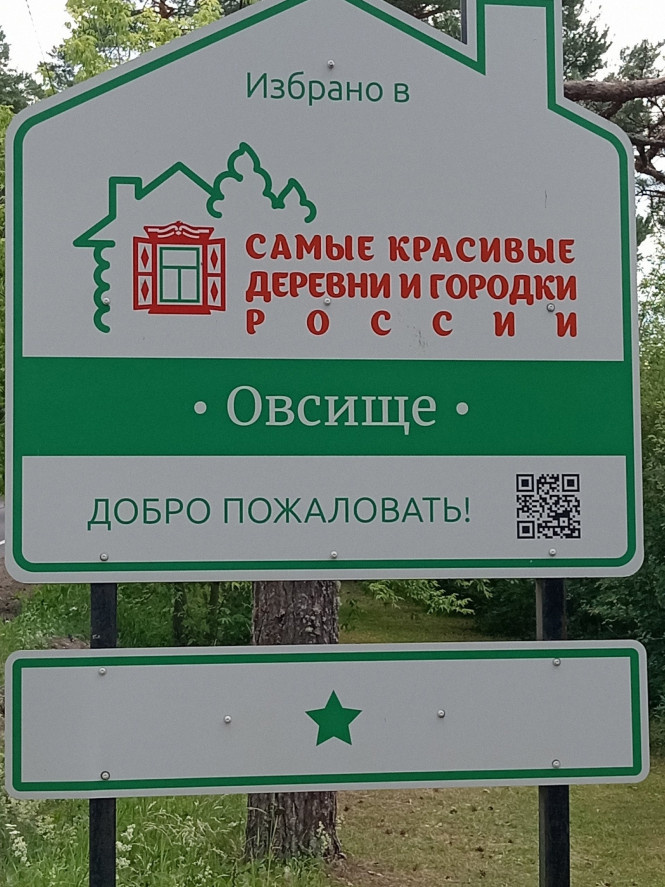 Избрано в
САМЫЕ КРАСИВЫЕ
ДЕРЕВНИ И ГОРОДКИ
РОССИИ
• Овсище •
ДОБРО ПОЖАЛОВАТЬ!